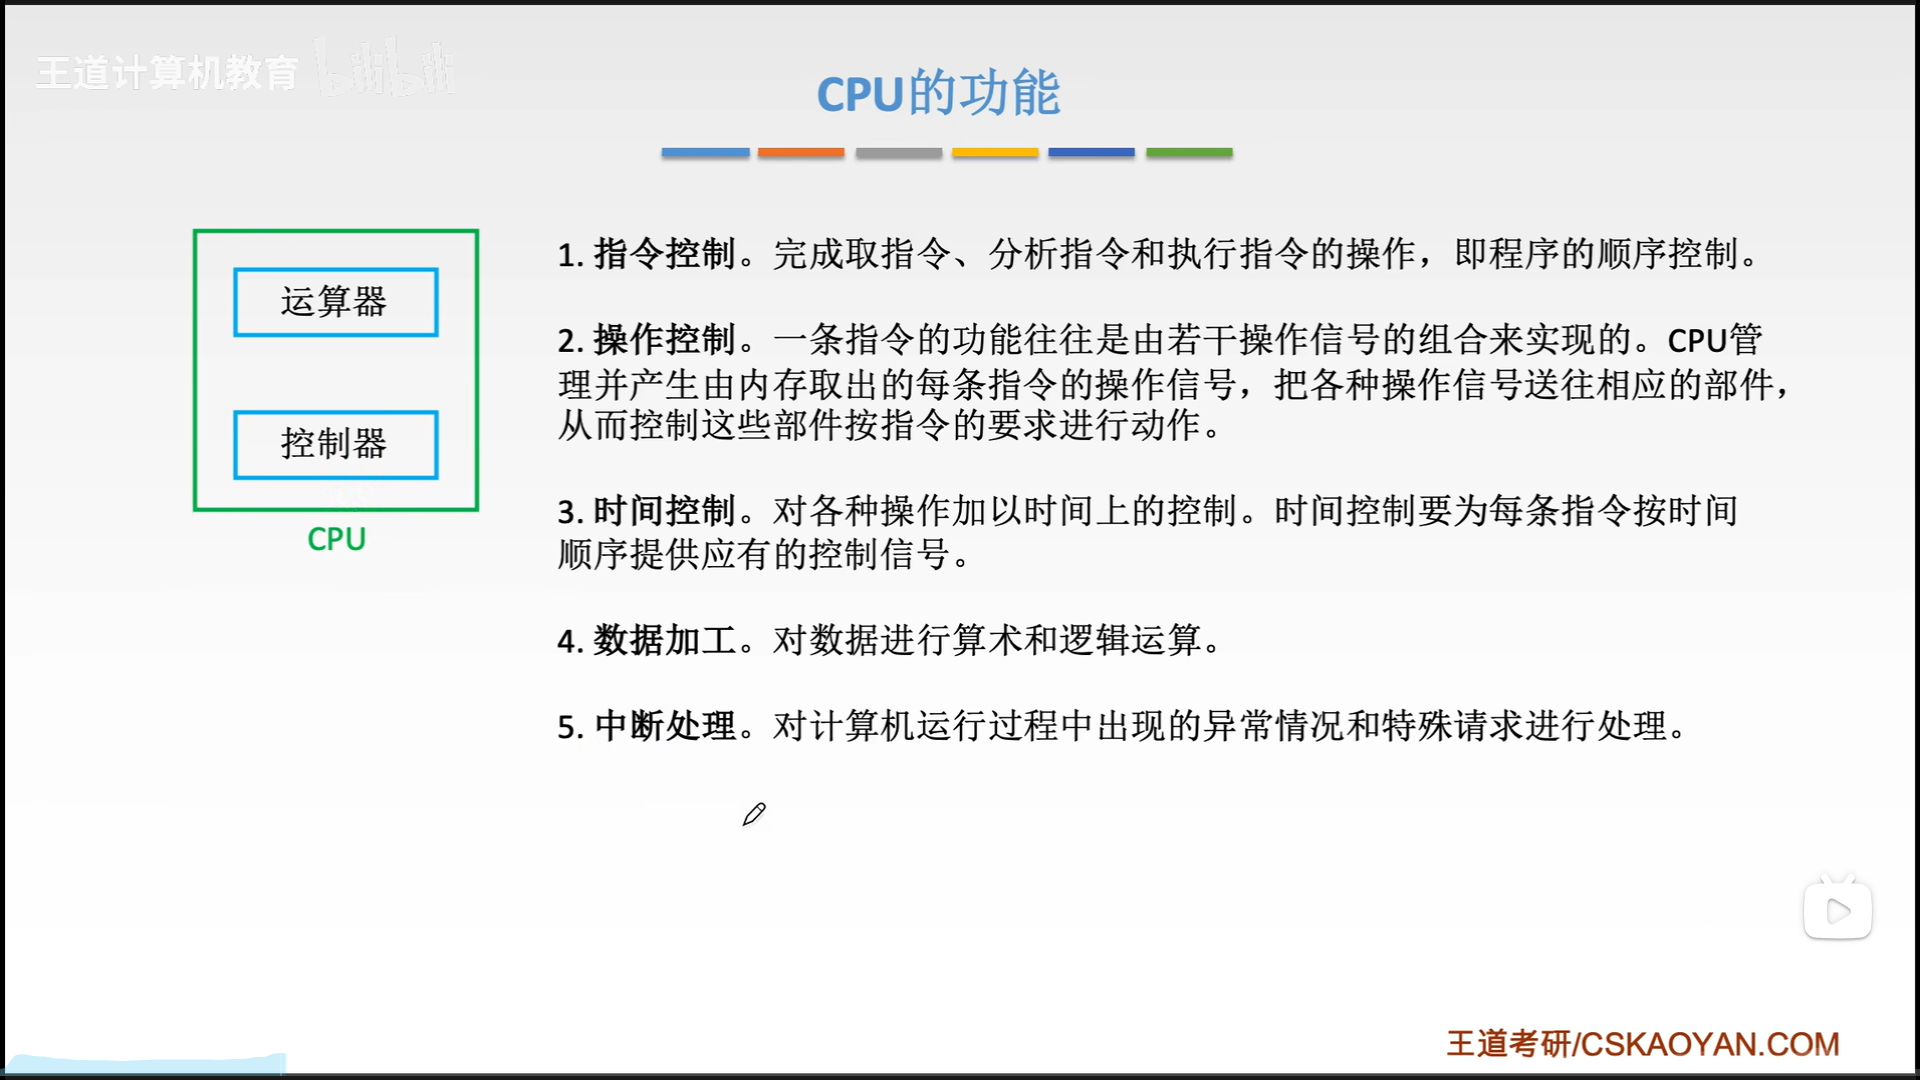 王道计算机教育 bilibili
CPU的功能
运算器
控制器
CPU
1. 指令控制。完成取指令、分析指令和执行指令的操作，即程序的顺序控制。
2. 操作控制。一条指令的功能往往是由若干操作信号的组合来实现的。CPU管
理并产生由内存取出的每条指令的操作信号，把各种操作信号送往相应的部件，
从而控制这些部件按指令的要求进行动作。
3. 时间控制。对各种操作加以时间上的控制。时间控制要为每条指令按时间
顺序提供应有的控制信号。
4. 数据加工。对数据进行算术和逻辑运算。
5. 中断处理。对计算机运行过程中出现的异常情况和特殊请求进行处理。
王道考研/CSKAOYAN.COM